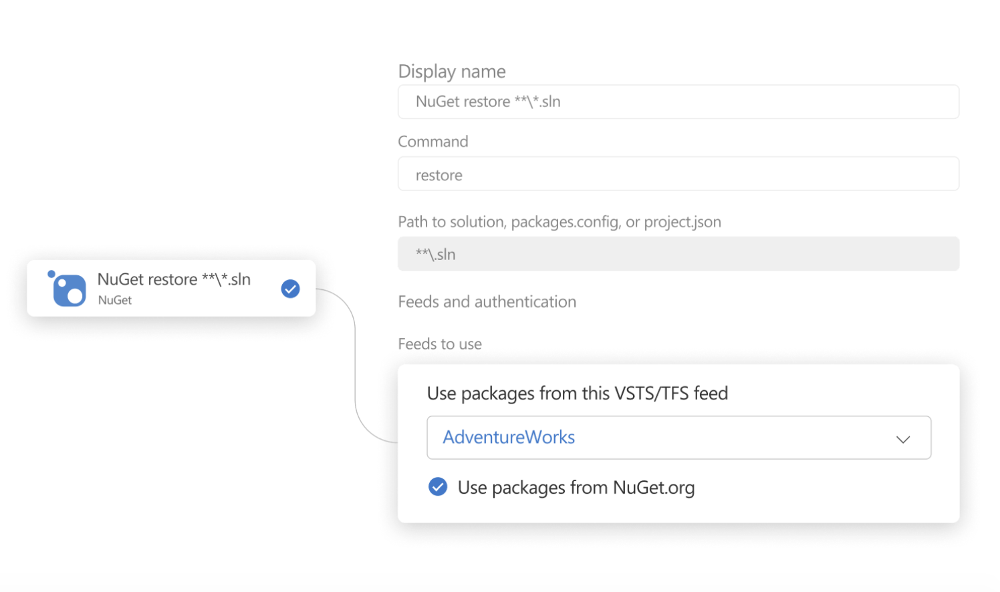 Display name
NuGet restore **\*.sln
Command
restore
Path to solution, packages.config, or project.json
**\.sln
NuGet restore **\*.sln
NuGet
Feeds and authentication
Feeds to use
Use packages from this VSTS/TFS feed
AdventureWorks
Use packages from NuGet.org